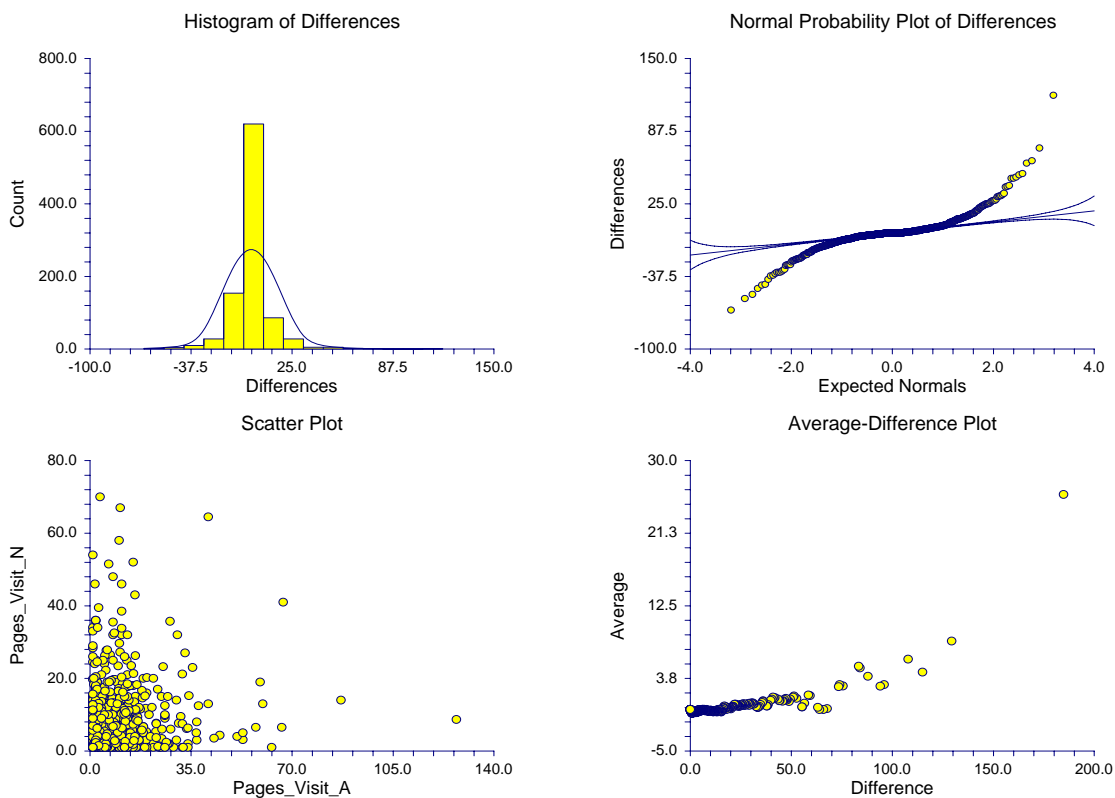 Histogram of Differences
800.0
600.0
Count
400.0
200.0
0.0
-100.0 -37.5 25.0 87.5 150.0
Differences
Normal Probability Plot of Differences
150.0
87.5
Differences
25.0
-37.5
-100.0
-4.0 -2.0 0.0 2.0 4.0
Expected Normals
Scatter Plot
80.0
60.0
Pages_Visit_N
40.0
20.0
0.0
0.0 35.0 70.0 105.0 140.0
Pages_Visit_A
Average-Difference Plot
30.0
21.3
Average
12.5
3.8
-5.0
0.0 50.0 100.0 150.0 200.0
Difference